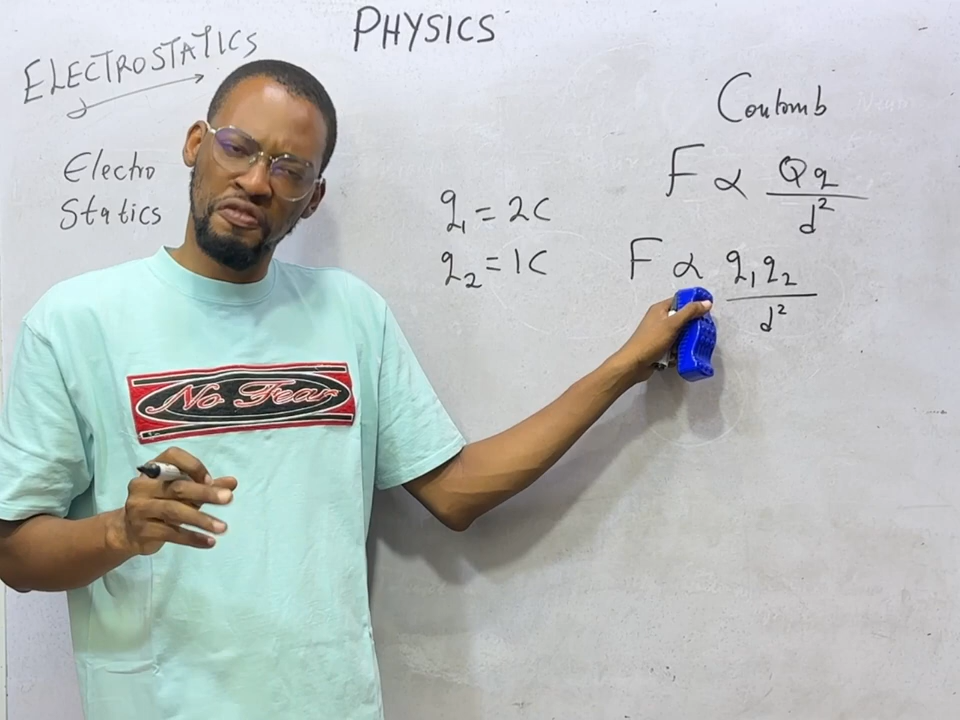 PHYSICS
ELECTROSTATICS
Electro
Statics
q₁ = 2C
q₂ = 1C
Coulomb
F ∝ Qq / d²
F ∝ q₁q₂ / d²
No Fear